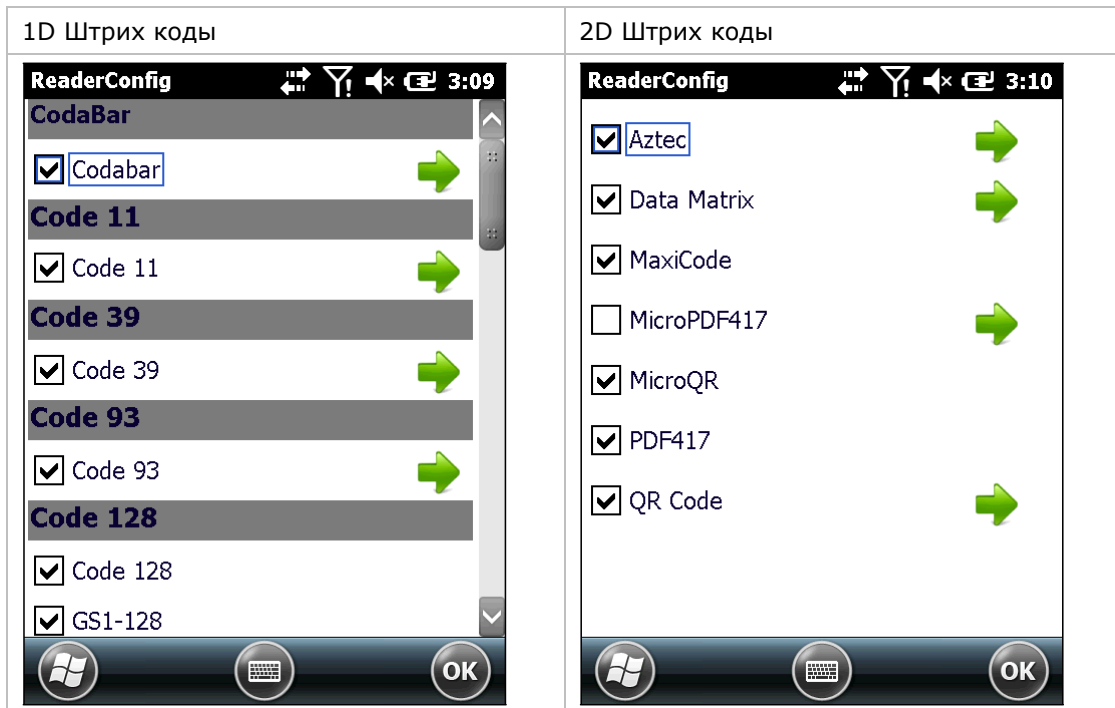 1D Штрих коды
ReaderConfig 3:09
CodaBar
Codabar
Code 11
Code 11
Code 39
Code 39
Code 93
Code 93
Code 128
Code 128
GS1-128
OK
2D Штрих коды
ReaderConfig 3:10
Aztec
Data Matrix
MaxiCode
MicroPDF417
MicroQR
PDF417
QR Code
OK